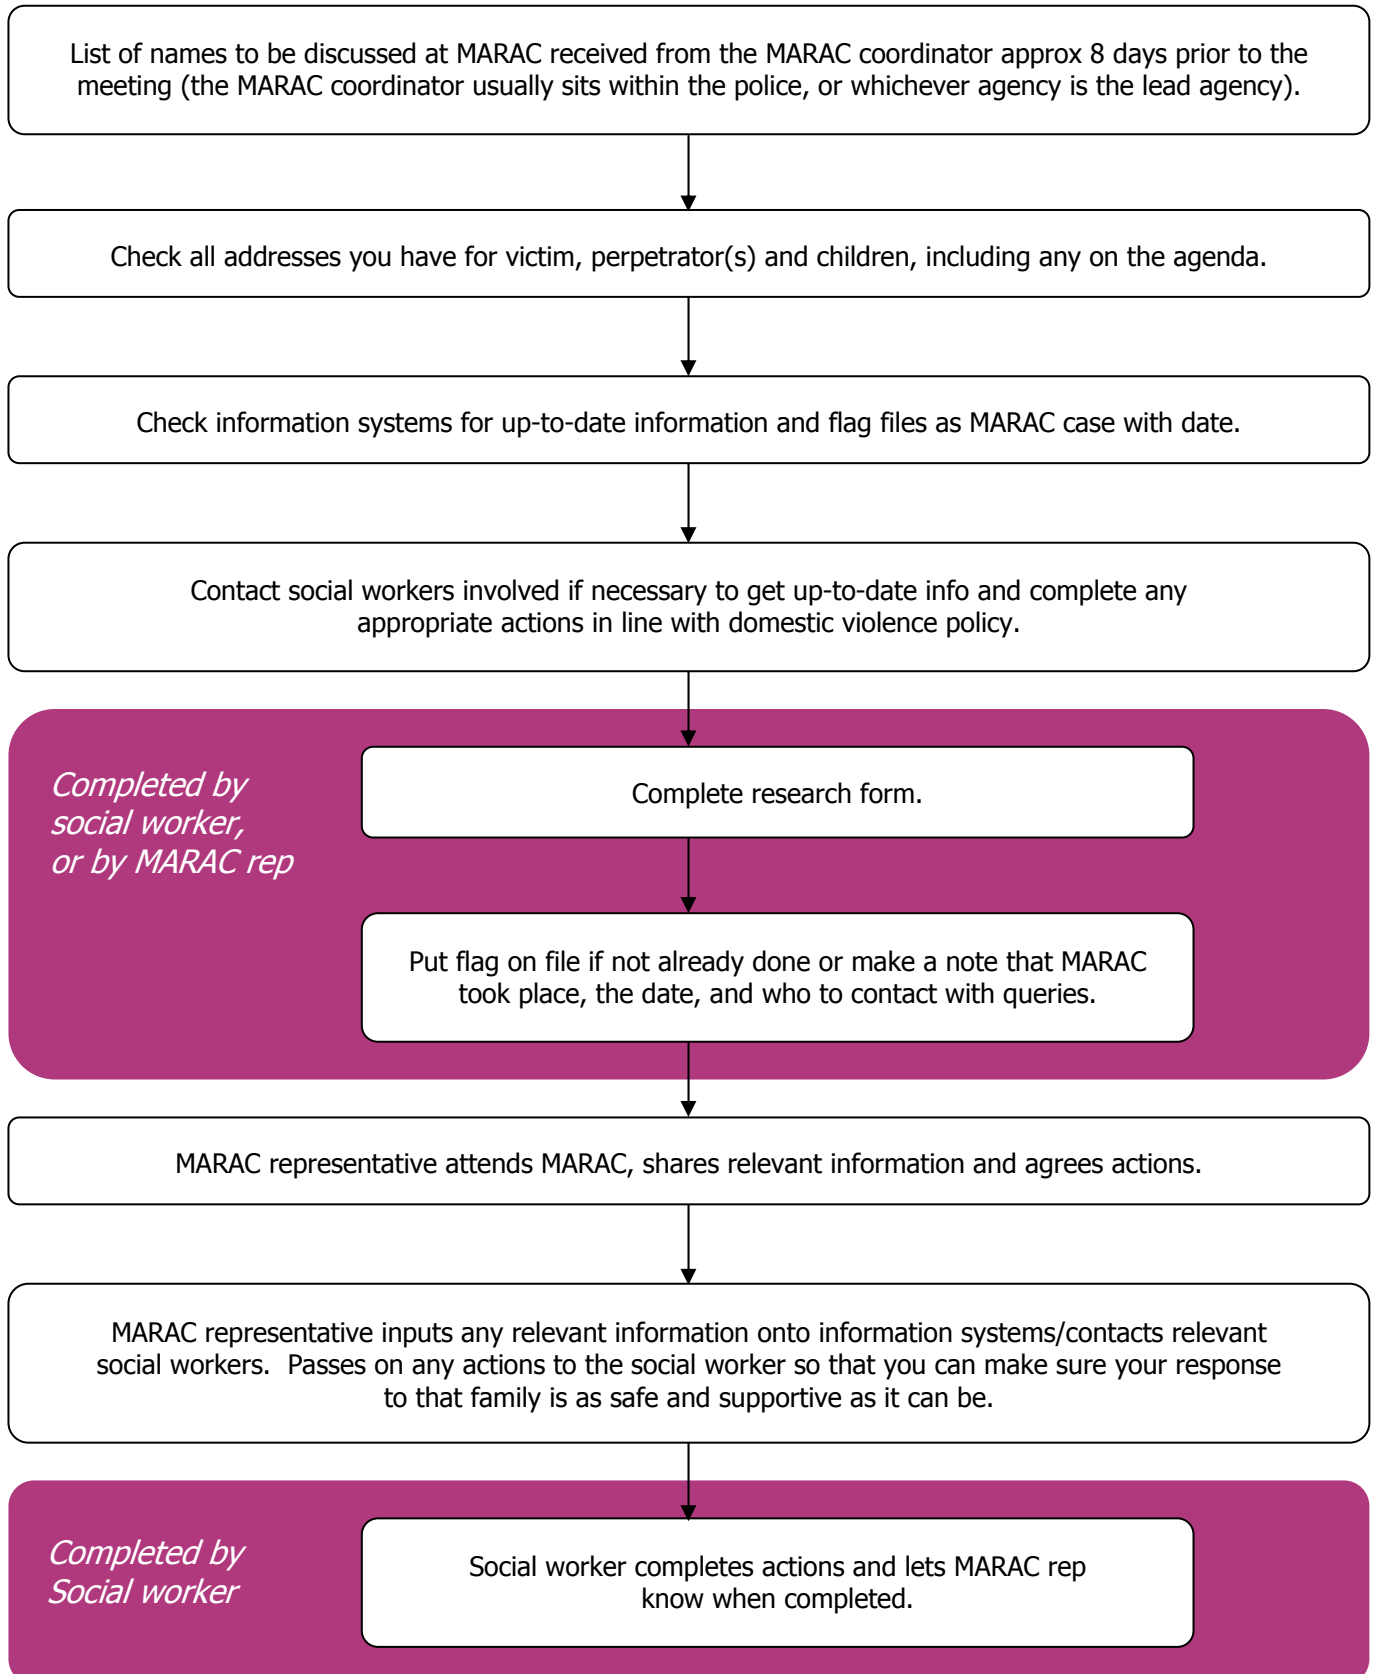 List of names to be discussed at MARAC received from the MARAC coordinator approx 8 days prior to the
meeting (the MARAC coordinator usually sits within the police, or whichever agency is the lead agency).
Check all addresses you have for victim, perpetrator(s) and children, including any on the agenda.
Check information systems for up-to-date information and flag files as MARAC case with date.
Contact social workers involved if necessary to get up-to-date info and complete any
appropriate actions in line with domestic violence policy.
Completed by
social worker,
or by MARAC rep
Complete research form.
Put flag on file if not already done or make a note that MARAC
took place, the date, and who to contact with queries.
MARAC representative attends MARAC, shares relevant information and agrees actions.
MARAC representative inputs any relevant information onto information systems/contacts relevant
social workers.  Passes on any actions to the social worker so that you can make sure your response
to that family is as safe and supportive as it can be.
Completed by
Social worker
Social worker completes actions and lets MARAC rep
know when completed.